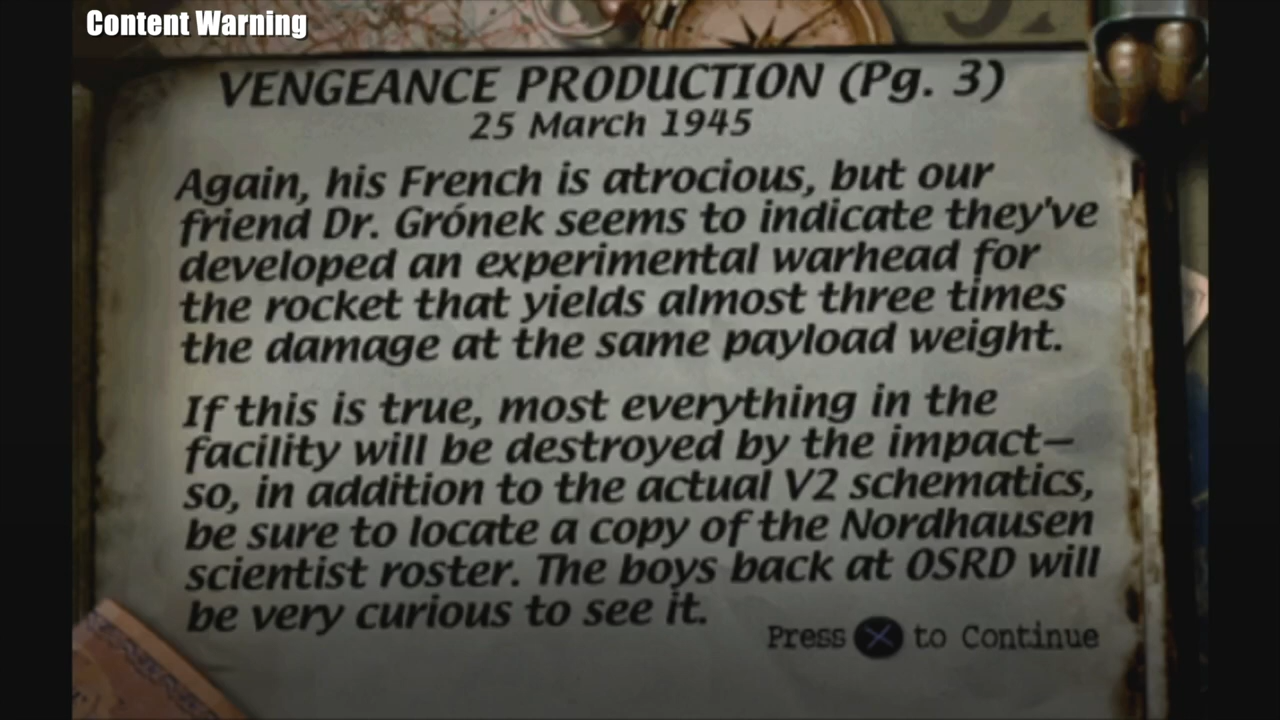 Content Warning
VENGEANCE PRODUCTION (Pg. 3)
25 March 1945
Again, his French is atrocious, but our
friend Dr. Grónek seems to indicate they've
developed an experimental warhead for
the rocket that yields almost three times
the damage at the same payload weight.
If this is true, most everything in the
facility will be destroyed by the impact—
so, in addition to the actual V2 schematics,
be sure to locate a copy of the Nordhausen
scientist roster. The boys back at OSRD will
be very curious to see it.
Press X to Continue